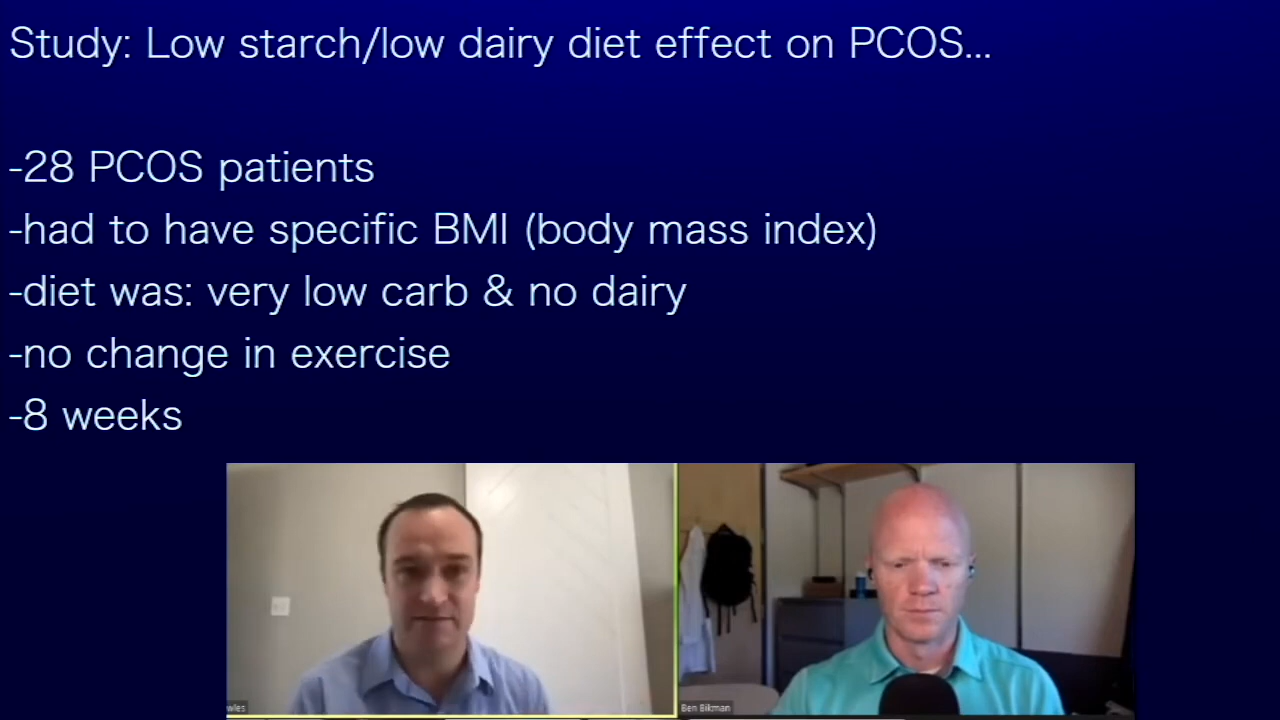 Study: Low starch/low dairy diet effect on PCOS...
-28 PCOS patients
-had to have specific BMI (body mass index)
-diet was: very low carb & no dairy
-no change in exercise
-8 weeks
wles
Ben Bikman